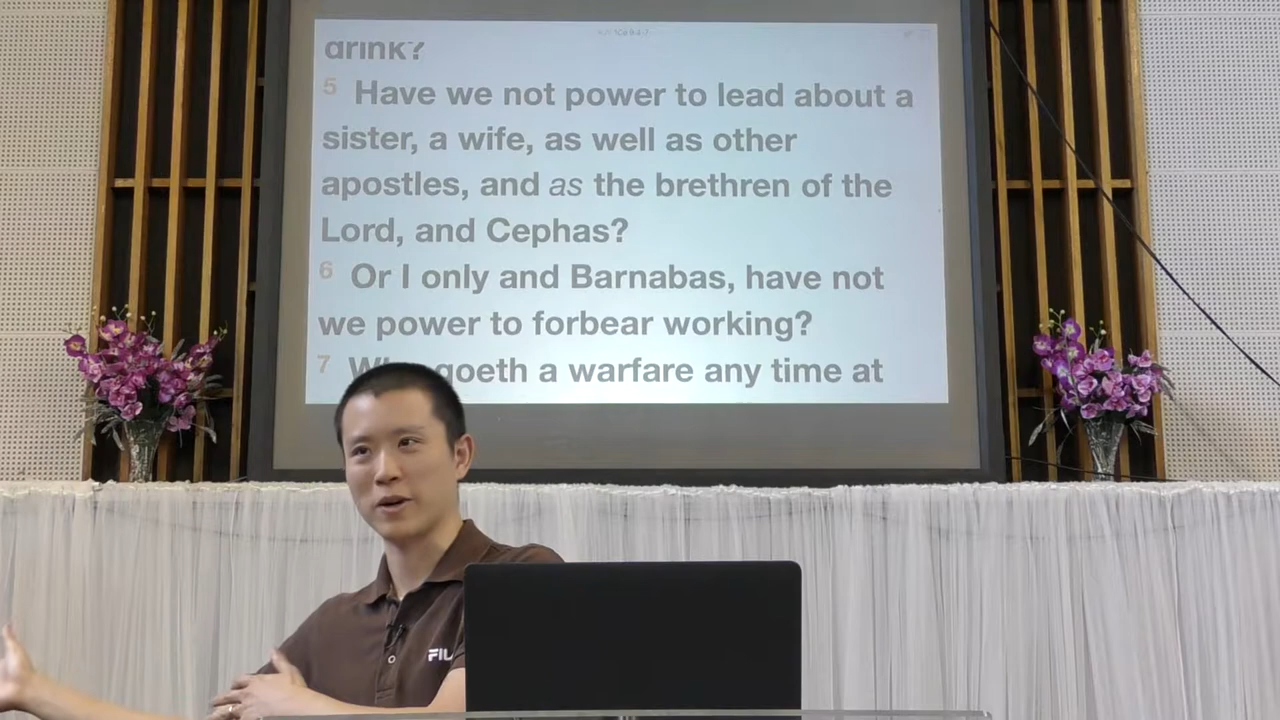 drink?
5 Have we not power to lead about a
sister, a wife, as well as other
apostles, and as the brethren of the
Lord, and Cephas?
6 Or I only and Barnabas, have not
we power to forbear working?
7 goeth a warfare any time at
FIL